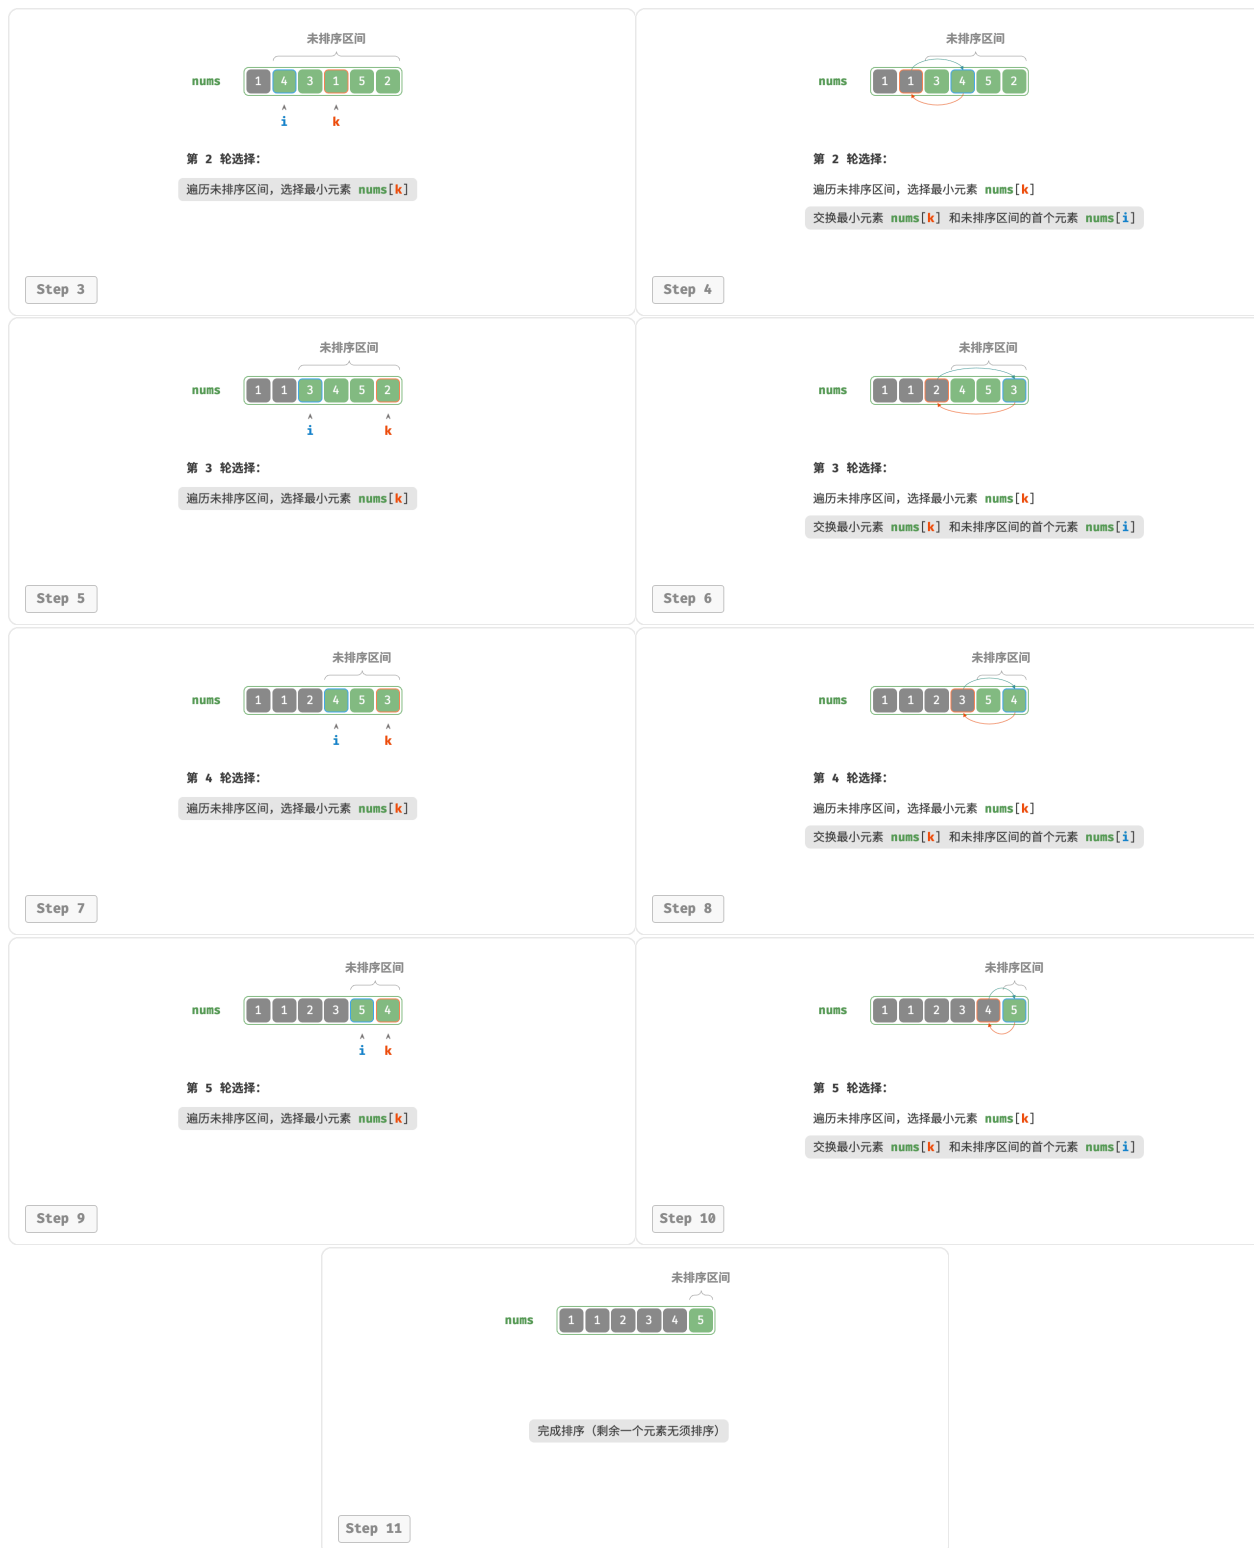 未排序区间
nums 1 4 3 1 5 2
i k
第 2 轮选择：
遍历未排序区间，选择最小元素 nums[k]
Step 3
未排序区间
nums 1 1 3 4 5 2
第 2 轮选择：
遍历未排序区间，选择最小元素 nums[k]
交换最小元素 nums[k] 和未排序区间的首个元素 nums[i]
Step 4
未排序区间
nums 1 1 3 4 5 2
i k
第 3 轮选择：
遍历未排序区间，选择最小元素 nums[k]
Step 5
未排序区间
nums 1 1 2 4 5 3
第 3 轮选择：
遍历未排序区间，选择最小元素 nums[k]
交换最小元素 nums[k] 和未排序区间的首个元素 nums[i]
Step 6
未排序区间
nums 1 1 2 4 5 3
i k
第 4 轮选择：
遍历未排序区间，选择最小元素 nums[k]
Step 7
未排序区间
nums 1 1 2 3 5 4
第 4 轮选择：
遍历未排序区间，选择最小元素 nums[k]
交换最小元素 nums[k] 和未排序区间的首个元素 nums[i]
Step 8
未排序区间
nums 1 1 2 3 5 4
i k
第 5 轮选择：
遍历未排序区间，选择最小元素 nums[k]
Step 9
未排序区间
nums 1 1 2 3 4 5
第 5 轮选择：
遍历未排序区间，选择最小元素 nums[k]
交换最小元素 nums[k] 和未排序区间的首个元素 nums[i]
Step 10
未排序区间
nums 1 1 2 3 4 5
完成排序（剩余一个元素无须排序）
Step 11